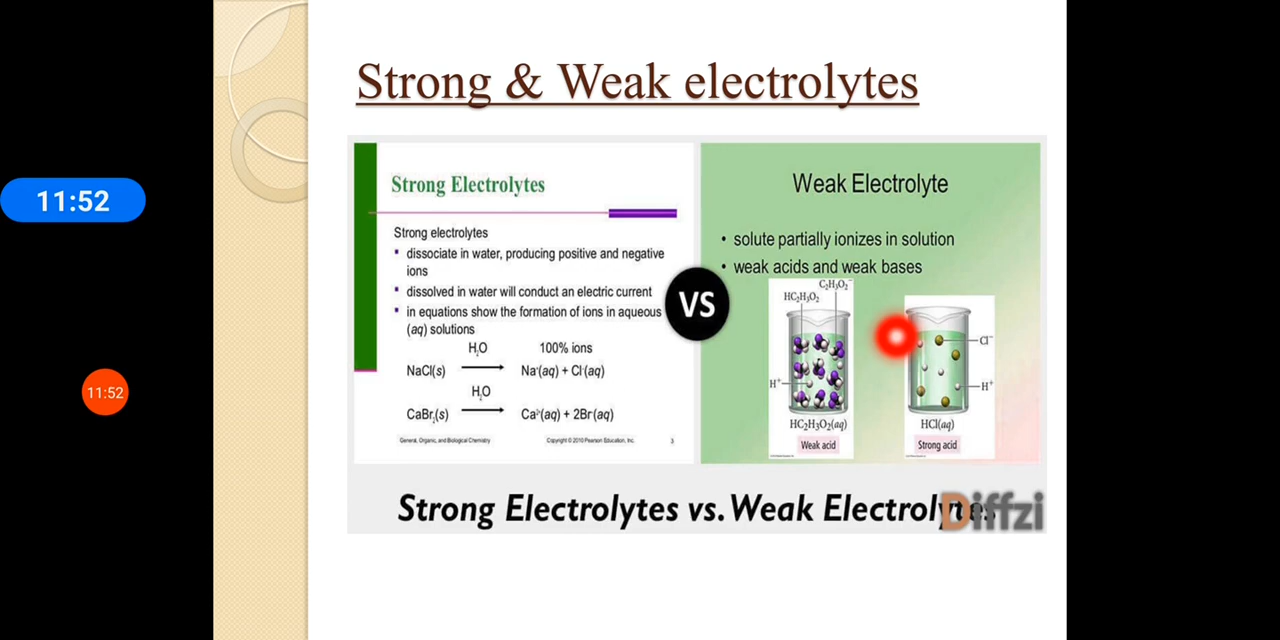 Strong & Weak electrolytes
11:52
11:52
Strong Electrolytes
Strong electrolytes
▪ dissociate in water, producing positive and negative
ions
▪ dissolved in water will conduct an electric current
▪ in equations show the formation of ions in aqueous
(aq) solutions
H₂O 100% ions
NaCl(s) → Na⁺(aq) + Cl⁻(aq)
H₂O
CaBr₂(s) → Ca²⁺(aq) + 2Br⁻(aq)
General, Organic, and Biological Chemistry Copyright © 2010 Pearson Education, Inc. 3
VS
Weak Electrolyte
• solute partially ionizes in solution
• weak acids and weak bases
C₂H₃O₂⁻
HC₂H₃O₂
H⁺
HC₂H₃O₂(aq)
Weak acid
Cl⁻
H⁺
HCl(aq)
Strong acid
Strong Electrolytes vs. Weak Electrolytes
Diffzi